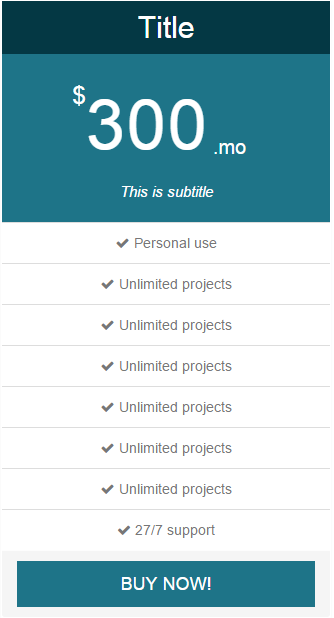 Title
$300 .mo
This is subtitle
✔ Personal use
✔ Unlimited projects
✔ Unlimited projects
✔ Unlimited projects
✔ Unlimited projects
✔ Unlimited projects
✔ Unlimited projects
✔ 27/7 support
BUY NOW!